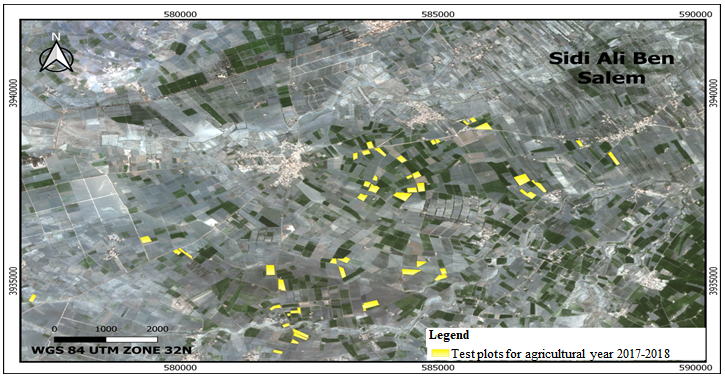 580000 585000 590000
N
Sidi Ali Ben
Salem
3940000 3940000
3935000 3935000
0 1000 2000
WGS 84 UTM ZONE 32N
Legend
Test plots for agricultural year 2017-2018
580000 585000 590000